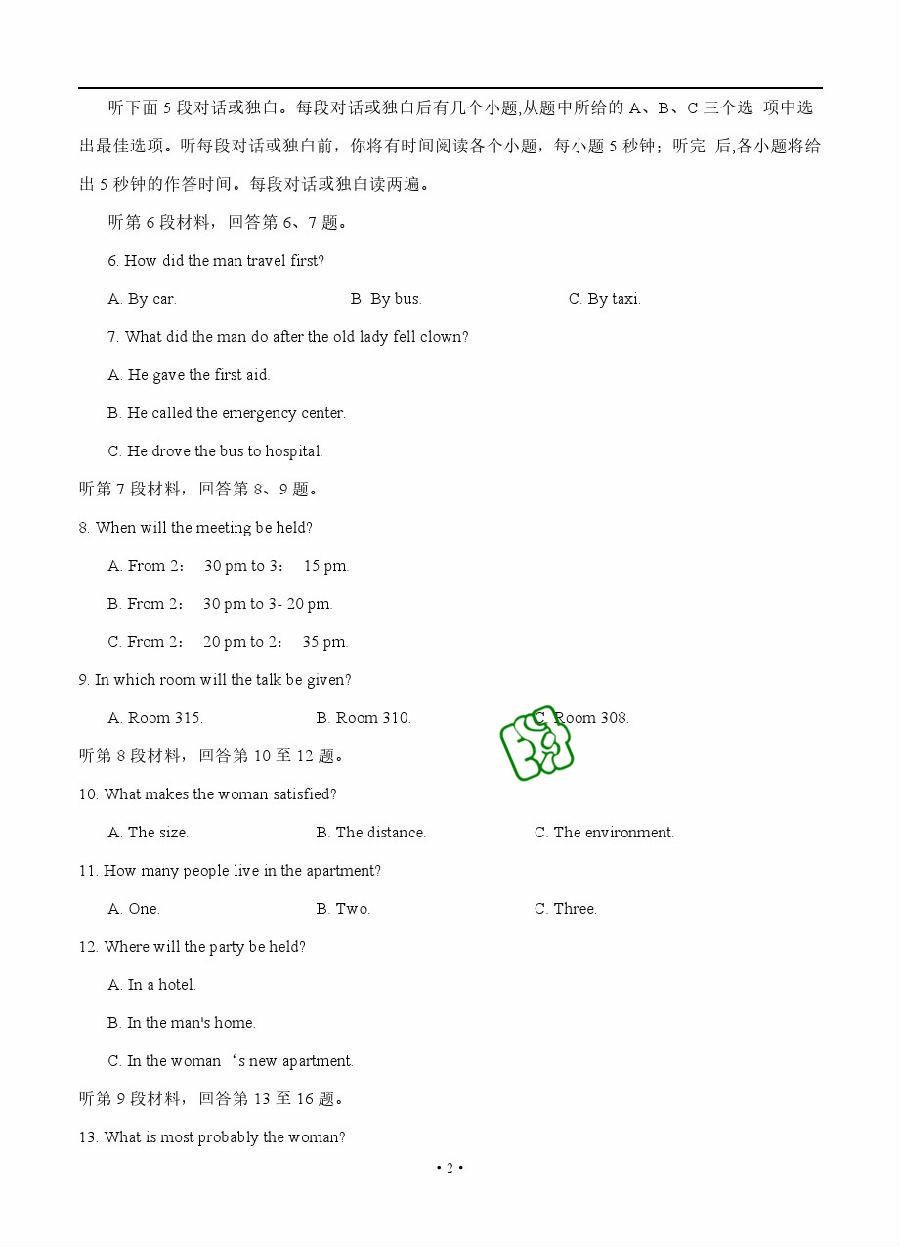 听下面 5 段对话或独白。每段对话或独白后有几个小题,从题中所给的 A、B、C 三个选 项中选
出最佳选项。听每段对话或独白前，你将有时间阅读各个小题，每小题 5 秒钟；听完 后,各小题将给
出 5 秒钟的作答时间。每段对话或独白读两遍。
听第 6 段材料，回答第 6、7 题。
6. How did the man travel first?
A. By car. B By bus. C. By taxi.
7. What did the man do after the old lady fell clown?
A. He gave the first aid.
B. He called the emergency center.
C. He drove the bus to hospital.
听第 7 段材料，回答第 8、9 题。
8. When will the meeting be held?
A. From 2： 30 pm to 3： 15 pm.
B. From 2： 30 pm to 3- 20 pm.
C. From 2： 20 pm to 2： 35 pm.
9. In which room will the talk be given?
A. Room 315. B. Room 310. C. Room 308.
听第 8 段材料，回答第 10 至 12 题。
10. What makes the woman satisfied?
A. The size. B. The distance. C. The environment.
11. How many people live in the apartment?
A. One. B. Two. C. Three.
12. Where will the party be held?
A. In a hotel.
B. In the man's home.
C. In the woman‘s new apartment.
听第 9 段材料，回答第 13 至 16 题。
13. What is most probably the woman?
• 2 •